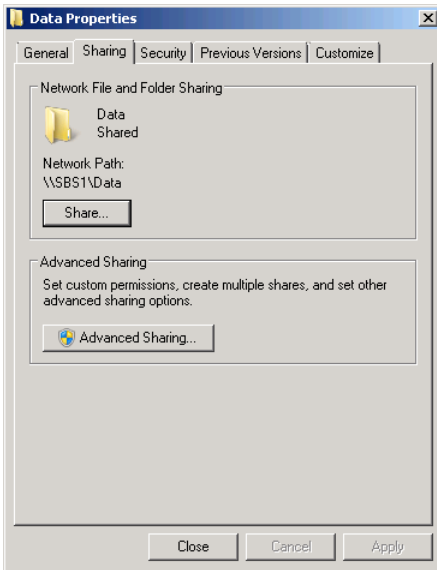 Data Properties
General Sharing Security Previous Versions Customize
Network File and Folder Sharing
Data
Shared
Network Path:
\\SBS1\Data
Share...
Advanced Sharing
Set custom permissions, create multiple shares, and set other
advanced sharing options.
Advanced Sharing...
Close Cancel Apply